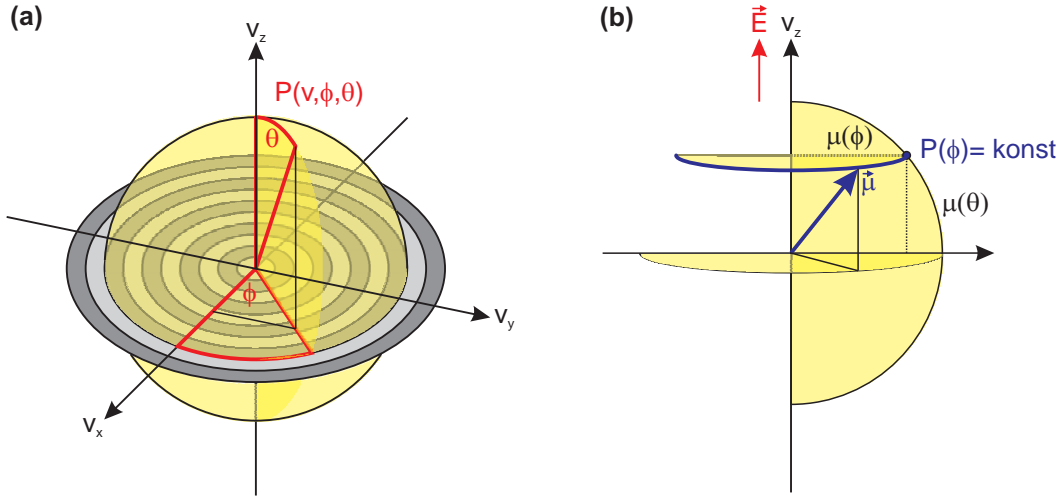 (a)
v_z
P(v,ϕ,θ)
θ
ϕ
v_y
v_x
(b)
E⃗
v_z
μ(ϕ)
P(ϕ)= konst
μ⃗
μ(θ)